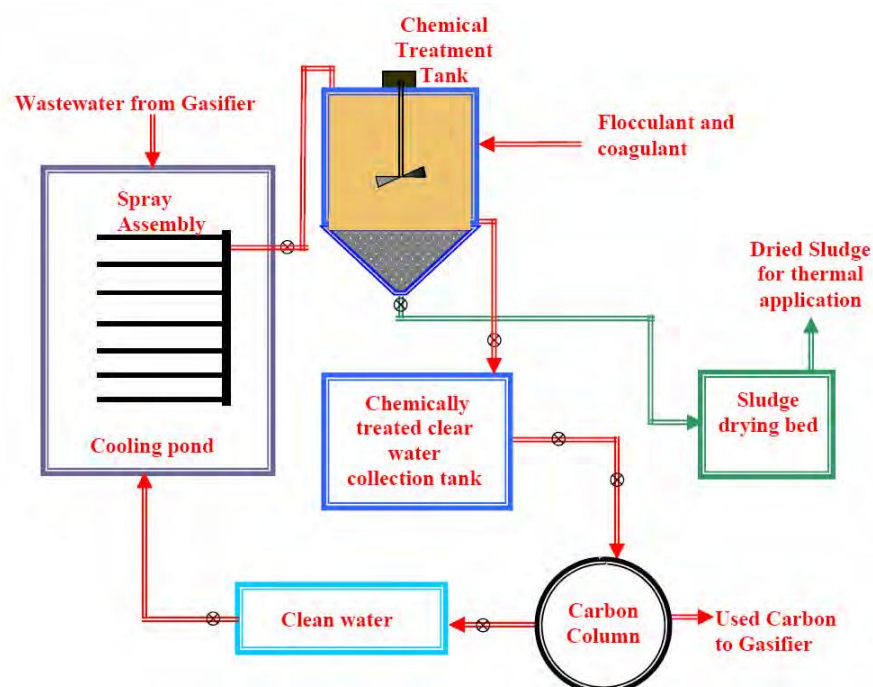 Chemical
Treatment
Tank
Wastewater from Gasifier
Flocculant and
coagulant
Spray
Assembly
Dried Sludge
for thermal
application
Chemically
treated clear
water
collection tank
Sludge
drying bed
Cooling pond
Clean water
Carbon
Column
Used Carbon
to Gasifier